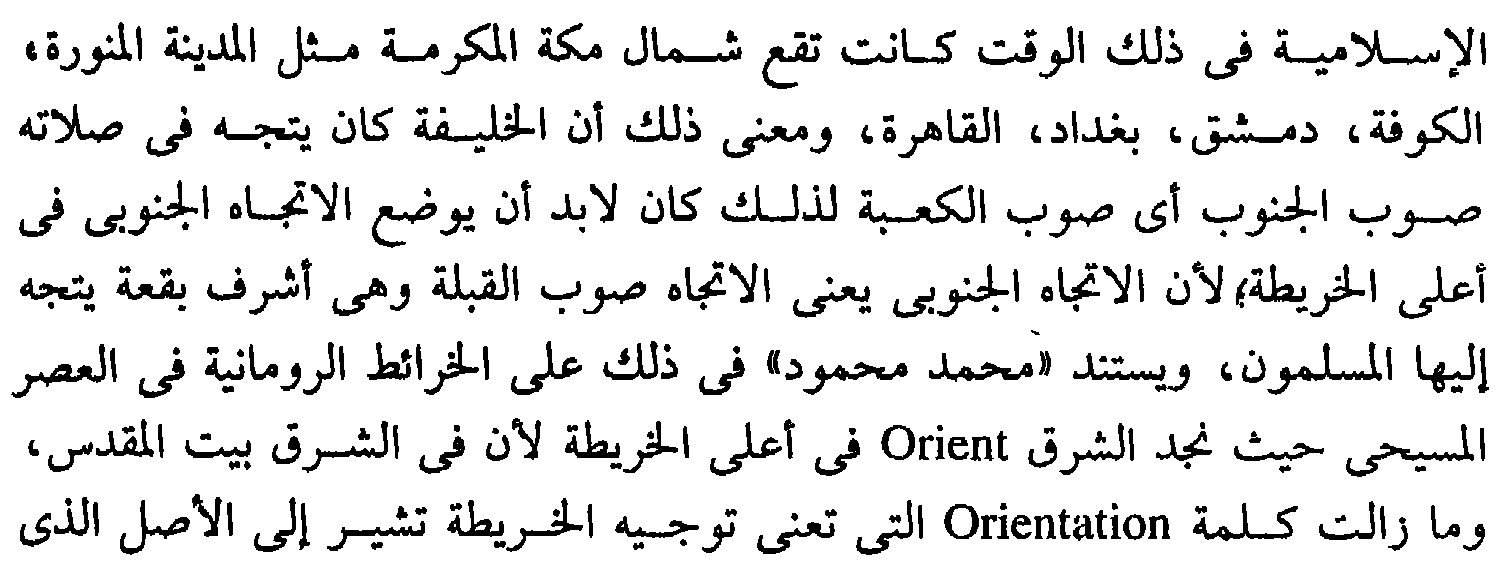 الإسلامية فى ذلك الوقت كانت تقع شمال مكة المكرمة مثل المدينة المنورة،
الكوفة، دمشق، بغداد، القاهرة، ومعنى ذلك أن الخليفة كان يتجه فى صلاته
صوب الجنوب أى صوب الكعبة لذلك كان لابد أن يوضع الاتجاه الجنوبى فى
أعلى الخريطة؛ لأن الاتجاه الجنوبى يعنى الاتجاه صوب القبلة وهى أشرف بقعة يتجه
إليها المسلمون، ويستند «محمد محمود» فى ذلك على الخرائط الرومانية فى العصر
المسيحى حيث نجد الشرق Orient فى أعلى الخريطة لأن فى الشرق بيت المقدس،
وما زالت كلمة Orientation التى تعنى توجيه الخريطة تشير إلى الأصل الذى